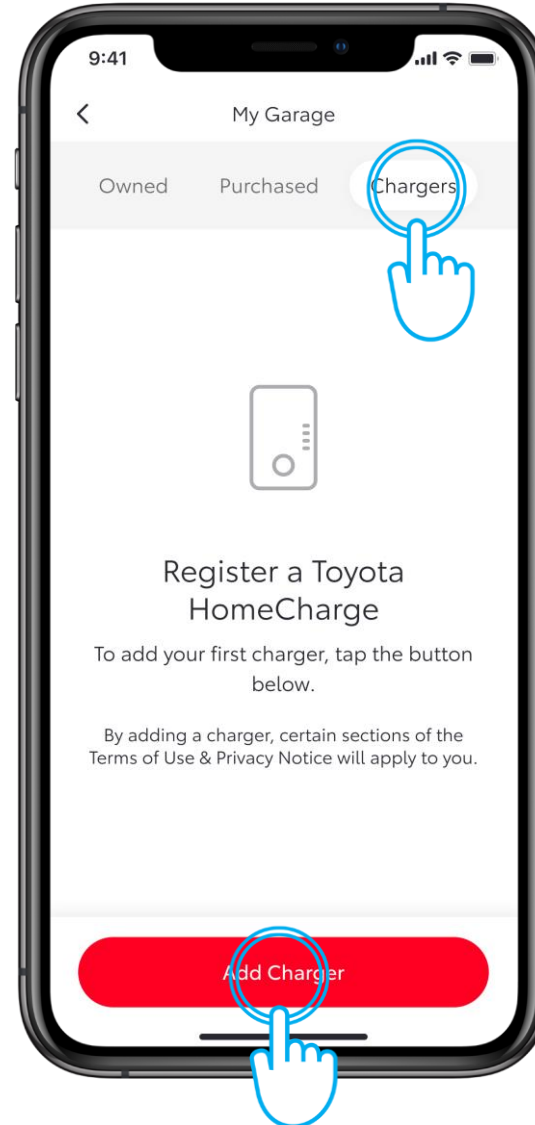 9:41
My Garage
Owned Purchased Chargers
Register a Toyota
HomeCharge
To add your first charger, tap the button
below.
By adding a charger, certain sections of the
Terms of Use & Privacy Notice will apply to you.
Add Charger